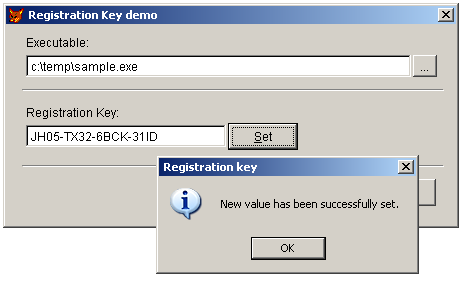 Registration Key demo
Executable:
c:\temp\sample.exe
...
Registration Key:
JH05-TX32-6BCK-31ID
Set
Registration key
New value has been successfully set.
OK